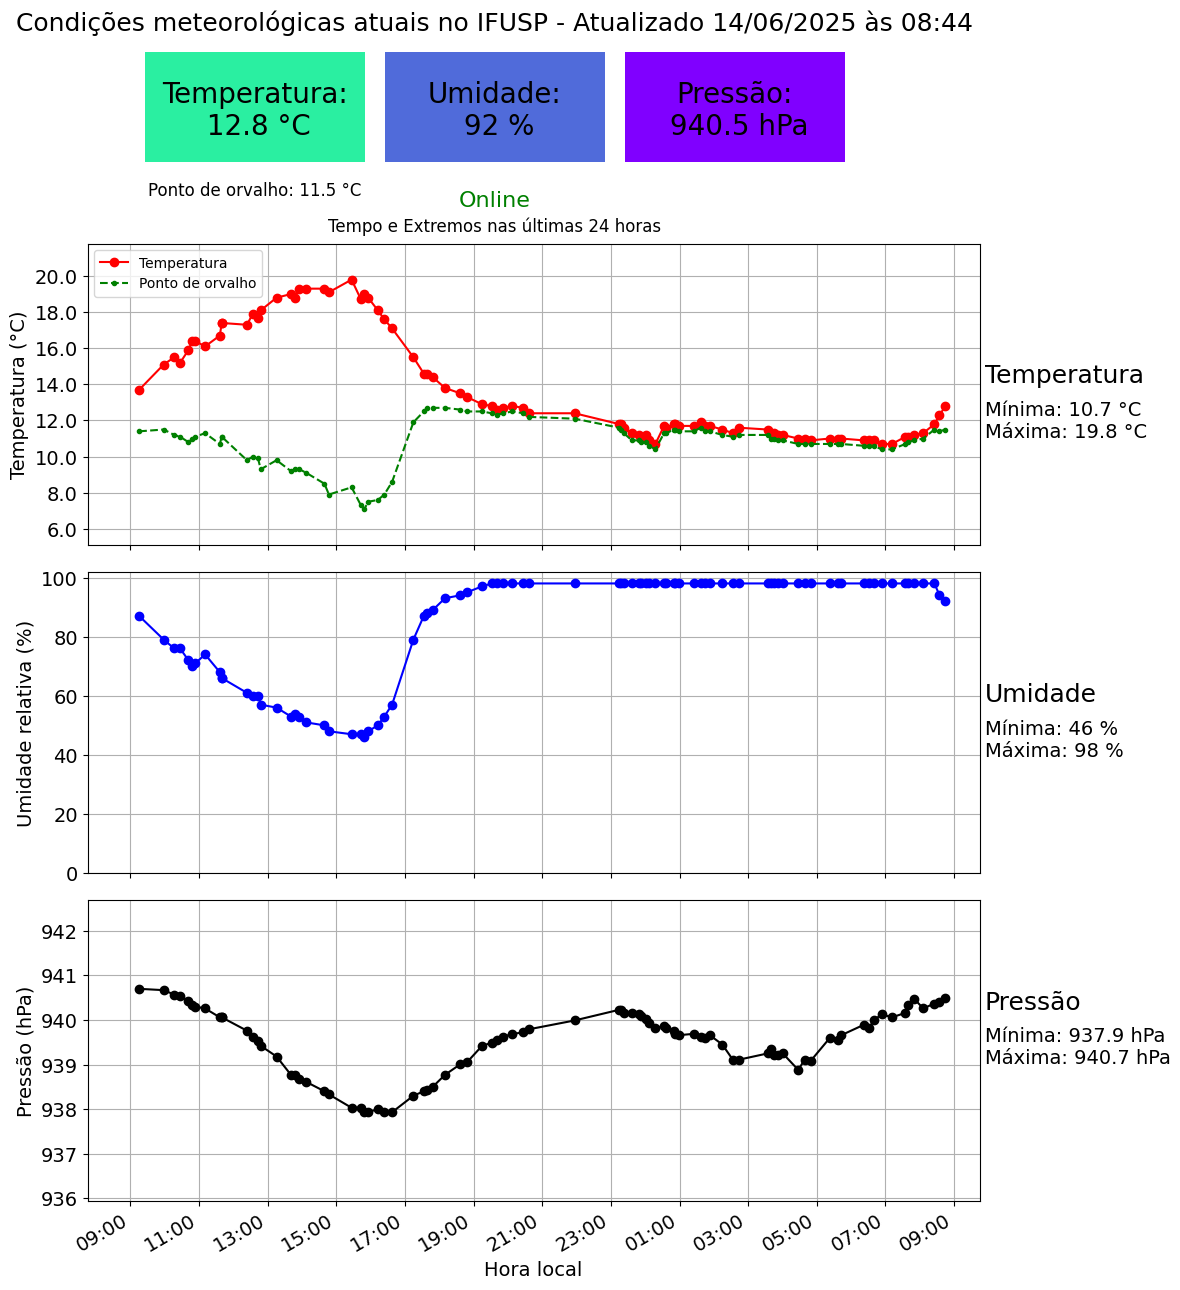 Condições meteorológicas atuais no IFUSP - Atualizado 14/06/2025 às 08:44
Temperatura:
12.8 °C
Umidade:
92 %
Pressão:
940.5 hPa
Ponto de orvalho: 11.5 °C
Online
Tempo e Extremos nas últimas 24 horas
Temperatura
Ponto de orvalho
Temperatura (°C)
20.0
18.0
16.0
14.0
12.0
10.0
8.0
6.0
Temperatura
Mínima: 10.7 °C
Máxima: 19.8 °C
Umidade relativa (%)
100
80
60
40
20
0
Umidade
Mínima: 46 %
Máxima: 98 %
Pressão (hPa)
942
941
940
939
938
937
936
Pressão
Mínima: 937.9 hPa
Máxima: 940.7 hPa
09:00 11:00 13:00 15:00 17:00 19:00 21:00 23:00 01:00 03:00 05:00 07:00 09:00
Hora local